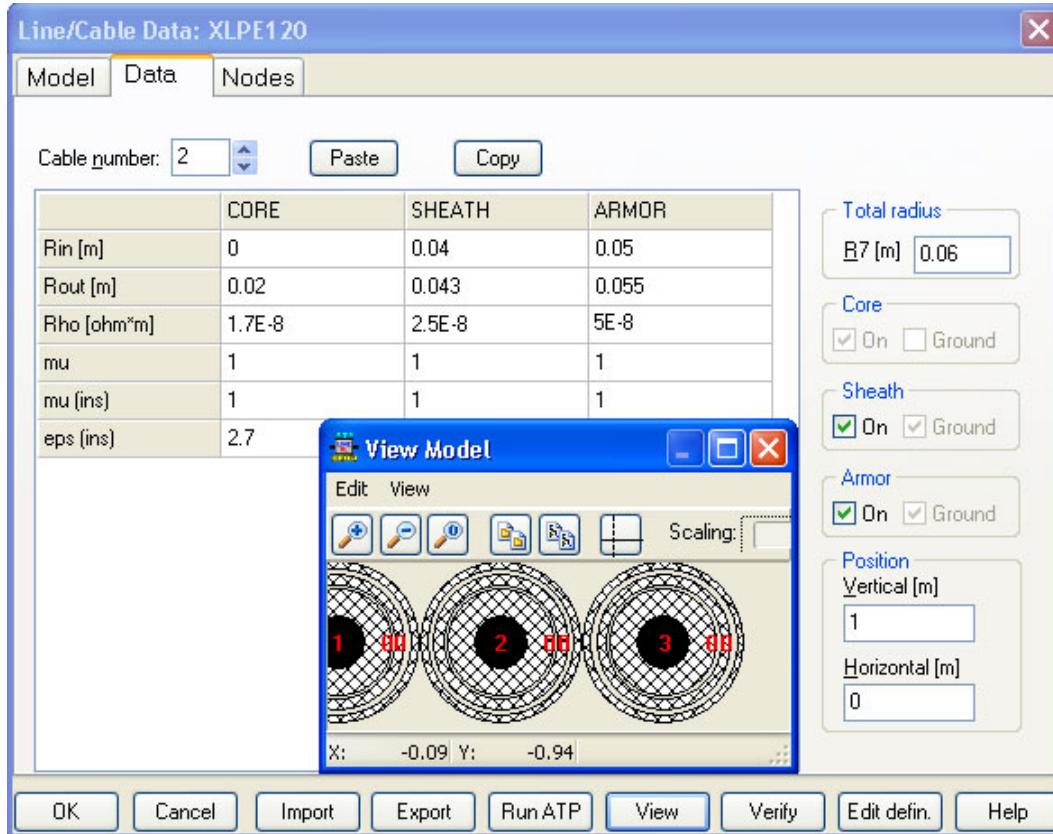 Line/Cable Data: XLPE120
Model Data Nodes
Cable number: 2 Paste Copy
CORE SHEATH ARMOR
Rin [m] 0 0.04 0.05
Rout [m] 0.02 0.043 0.055
Rho [ohm*m] 1.7E-8 2.5E-8 5E-8
mu 1 1 1
mu (ins) 1 1 1
eps (ins) 2.7
Total radius
R7 [m] 0.06
Core
On Ground
Sheath
On Ground
Armor
On Ground
Position
Vertical [m]
1
Horizontal [m]
0
View Model
Edit View
Scaling:
1 2 3
X: -0.09 Y: -0.94
OK Cancel Import Export Run ATP View Verify Edit defin. Help